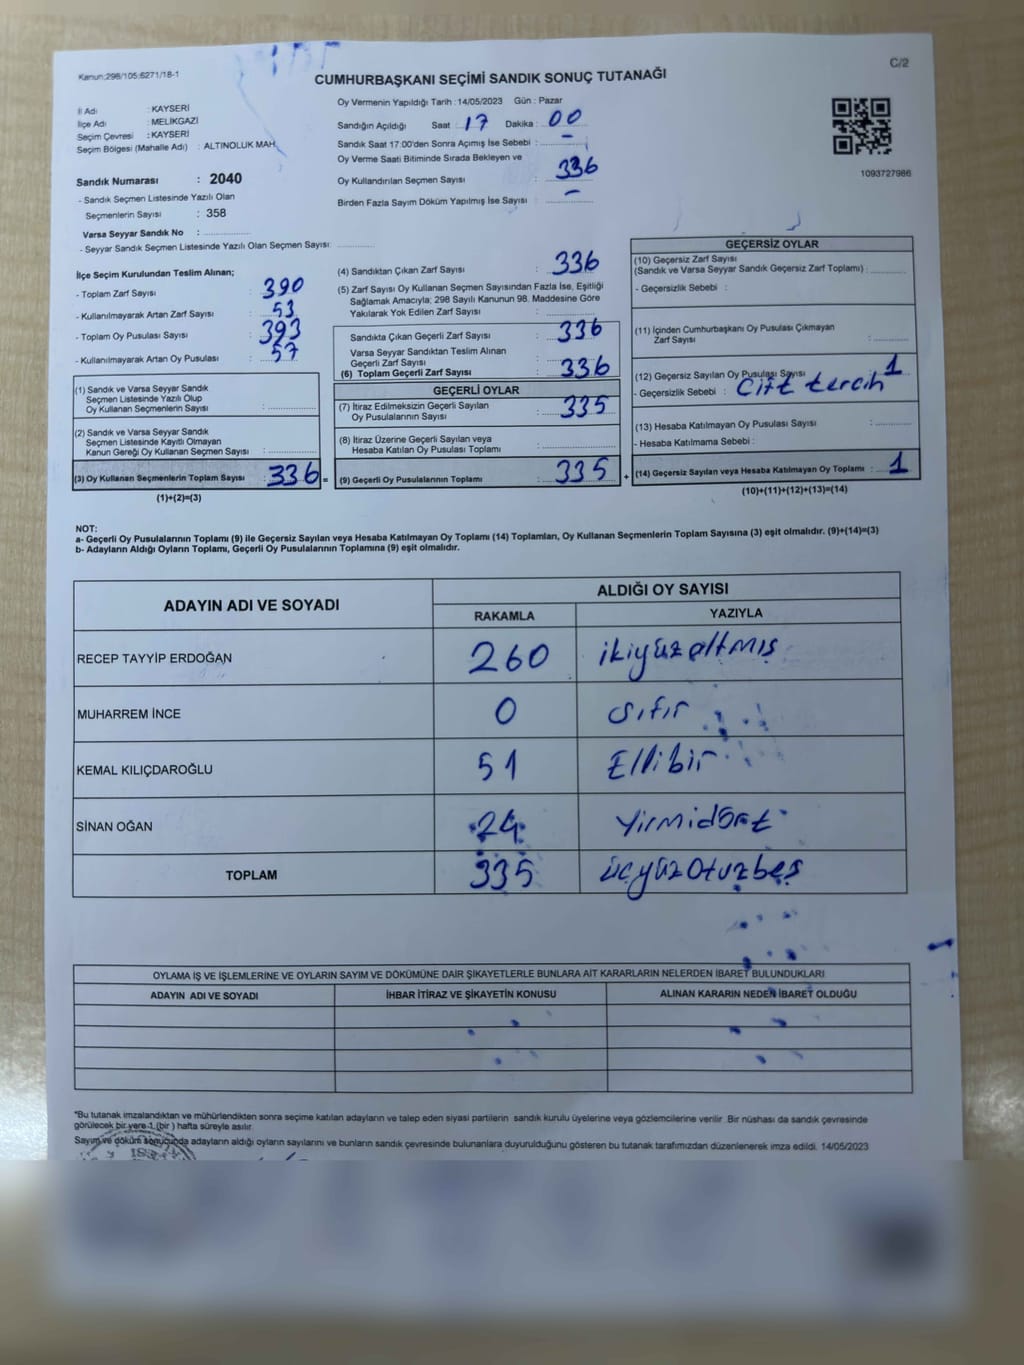 Kanun:298/105:6271/18-1
C/2
CUMHURBAŞKANI SEÇİMİ SANDIK SONUÇ TUTANAĞI
İl Adı : KAYSERİ
İlçe Adı : MELİKGAZİ
Seçim Çevresi : KAYSERİ
Seçim Bölgesi (Mahalle Adı) : ALTINOLUK MAH.
Sandık Numarası : 2040
- Sandık Seçmen Listesinde Yazılı Olan
Seçmenlerin Sayısı : 358
Varsa Seyyar Sandık No : ....................
- Seyyar Sandık Seçmen Listesinde Yazılı Olan Seçmen Sayısı: ...............
Oy Vermenin Yapıldığı Tarih : 14/05/2023 Gün : Pazar
Sandığın Açıldığı Saat : 17 Dakika : 00
Sandık Saat 17:00'den Sonra Açımış İse Sebebi : –
Oy Verme Saati Bitiminde Sırada Bekleyen ve
Oy Kullandırılan Seçmen Sayısı : 336
Birden Fazla Sayım Döküm Yapılmış İse Sayısı : –
1093727986
İlçe Seçim Kurulundan Teslim Alınan;
- Toplam Zarf Sayısı : 390
- Kullanılmayarak Artan Zarf Sayısı : 53
- Toplam Oy Pusulası Sayısı : 393
- Kullanılmayarak Artan Oy Pusulası : 57
(1) Sandık ve Varsa Seyyar Sandık
Seçmen Listesinde Yazılı Olup
Oy Kullanan Seçmenlerin Sayısı : ..............
(2) Sandık ve Varsa Seyyar Sandık
Seçmen Listesinde Kayıtlı Olmayan
Kanun Gereği Oy Kullanan Seçmen Sayısı : ..............
(3) Oy Kullanan Seçmenlerin Toplam Sayısı : 336 =
(1)+(2)=(3)
(4) Sandıktan Çıkan Zarf Sayısı : 336
(5) Zarf Sayısı Oy Kullanan Seçmen Sayısından Fazla İse, Eşitliği
Sağlamak Amacıyla; 298 Sayılı Kanunun 98. Maddesine Göre
Yakılarak Yok Edilen Zarf Sayısı : ..............
Sandıkta Çıkan Geçerli Zarf Sayısı : 336
Varsa Seyyar Sandıktan Teslim Alınan
Geçerli Zarf Sayısı
(6) Toplam Geçerli Zarf Sayısı : 336
GEÇERLİ OYLAR
(7) İtiraz Edilmeksizin Geçerli Sayılan
Oy Pusulalarının Sayısı : 335
(8) İtiraz Üzerine Geçerli Sayılan veya
Hesaba Katılan Oy Pusulası Toplamı : ..............
(9) Geçerli Oy Pusulalarının Toplamı : 335 +
GEÇERSİZ OYLAR
(10) Geçersiz Zarf Sayısı
(Sandık ve Varsa Seyyar Sandık Geçersiz Zarf Toplamı) : ..........
- Geçersizlik Sebebi :
(11) İçinden Cumhurbaşkanı Oy Pusulası Çıkmayan
Zarf Sayısı : ..........
(12) Geçersiz Sayılan Oy Pusulası Sayısı : 1
- Geçersizlik Sebebi : Çift tercih
(13) Hesaba Katılmayan Oy Pusulası Sayısı : ..........
- Hesaba Katılmama Sebebi :
(14) Geçersiz Sayılan veya Hesaba Katılmayan Oy Toplamı : 1
(10)+(11)+(12)+(13)=(14)
NOT:
a- Geçerli Oy Pusulalarının Toplamı (9) ile Geçersiz Sayılan veya Hesaba Katılmayan Oy Toplamı (14) Toplamları, Oy Kullanan Seçmenlerin Toplam Sayısına (3) eşit olmalıdır. (9)+(14)=(3)
b- Adayların Aldığı Oyların Toplamı, Geçerli Oy Pusulalarının Toplamına (9) eşit olmalıdır.
ADAYIN ADI VE SOYADI
ALDIĞI OY SAYISI
RAKAMLA YAZIYLA
RECEP TAYYİP ERDOĞAN 260 ikiyüzaltmış
MUHARREM İNCE 0 sıfır
KEMAL KILIÇDAROĞLU 51 Ellibir
SİNAN OĞAN 24 Yirmidört
TOPLAM 335 üçyüzotuzbeş
OYLAMA İŞ VE İŞLEMLERİNE VE OYLARIN SAYIM VE DÖKÜMÜNE DAİR ŞİKAYETLERLE BUNLARA AİT KARARLARIN NELERDEN İBARET BULUNDUKLARI
ADAYIN ADI VE SOYADI İHBAR İTİRAZ VE ŞİKAYETİN KONUSU ALINAN KARARIN NEDEN İBARET OLDUĞU
*Bu tutanak imzalandıktan ve mühürlendikten sonra seçime katılan adayların ve talep eden siyasi partilerin sandık kurulu üyelerine veya gözlemcilerine verilir. Bir nüshası da sandık çevresinde
görülecek bir yere 1 (bir ) hafta süreyle asılır.
Sayım ve döküm sonucunda adayların aldığı oyların sayılarını ve bunların sandık çevresinde bulunanlara duyurulduğunu gösteren bu tutanak tarafımızdan düzenlenerek imza edildi. 14/05/2023